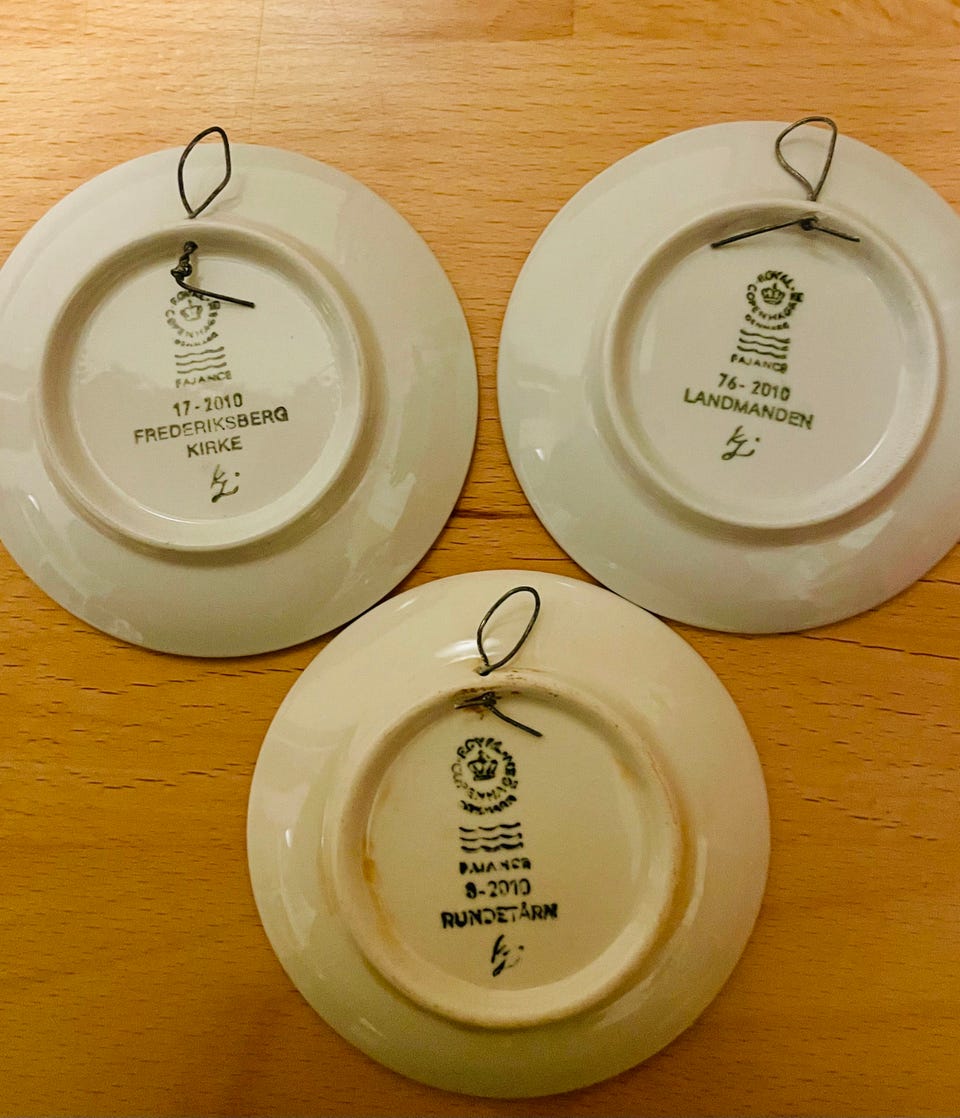 ROYAL
COPENHAGEN
DENMARK
FAJANCE
17-2010
FREDERIKSBERG
KIRKE
ROYAL
COPENHAGEN
DENMARK
FAJANCE
76-2010
LANDMANDEN
ROYAL
COPENHAGEN
DENMARK
FAJANCE
8-2010
RUNDETÅRN